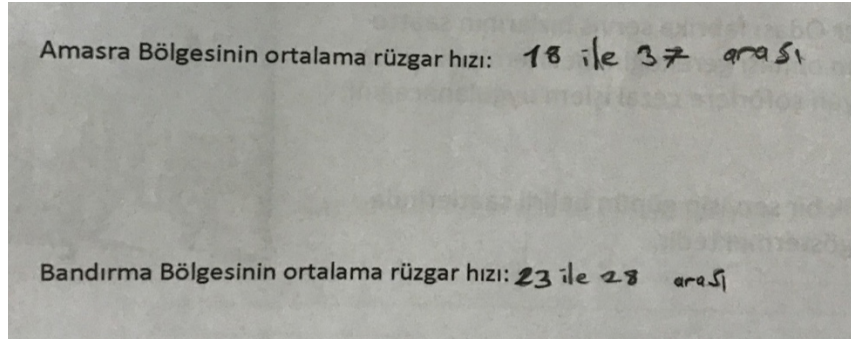 Amasra Bölgesinin ortalama rüzgar hızı: 18 ile 37 arası
Bandırma Bölgesinin ortalama rüzgar hızı: 23 ile 28 arası